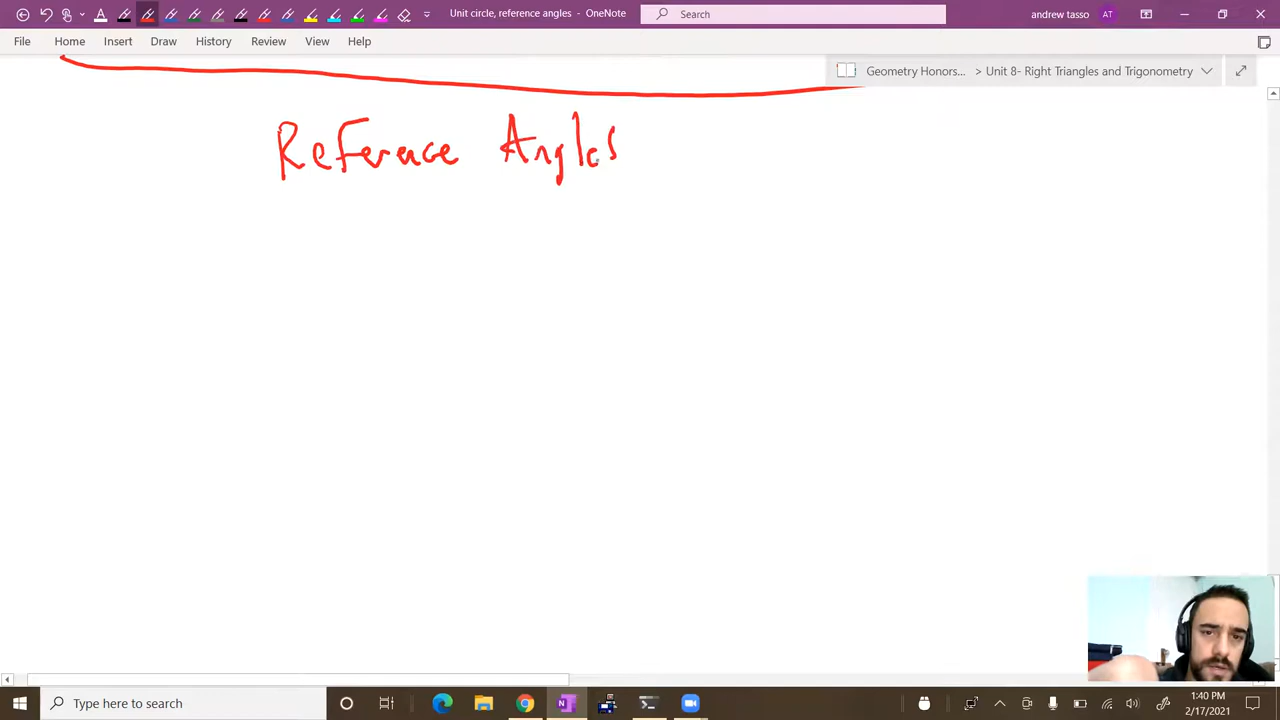 Unit circle, reference angles - OneNote
Search
andrew tasso AT
File Home Insert Draw History Review View Help
Geometry Honors... > Unit 8- Right Triangles and Trigonometry
Reference Angles
Type here to search
1:40 PM
2/17/2021